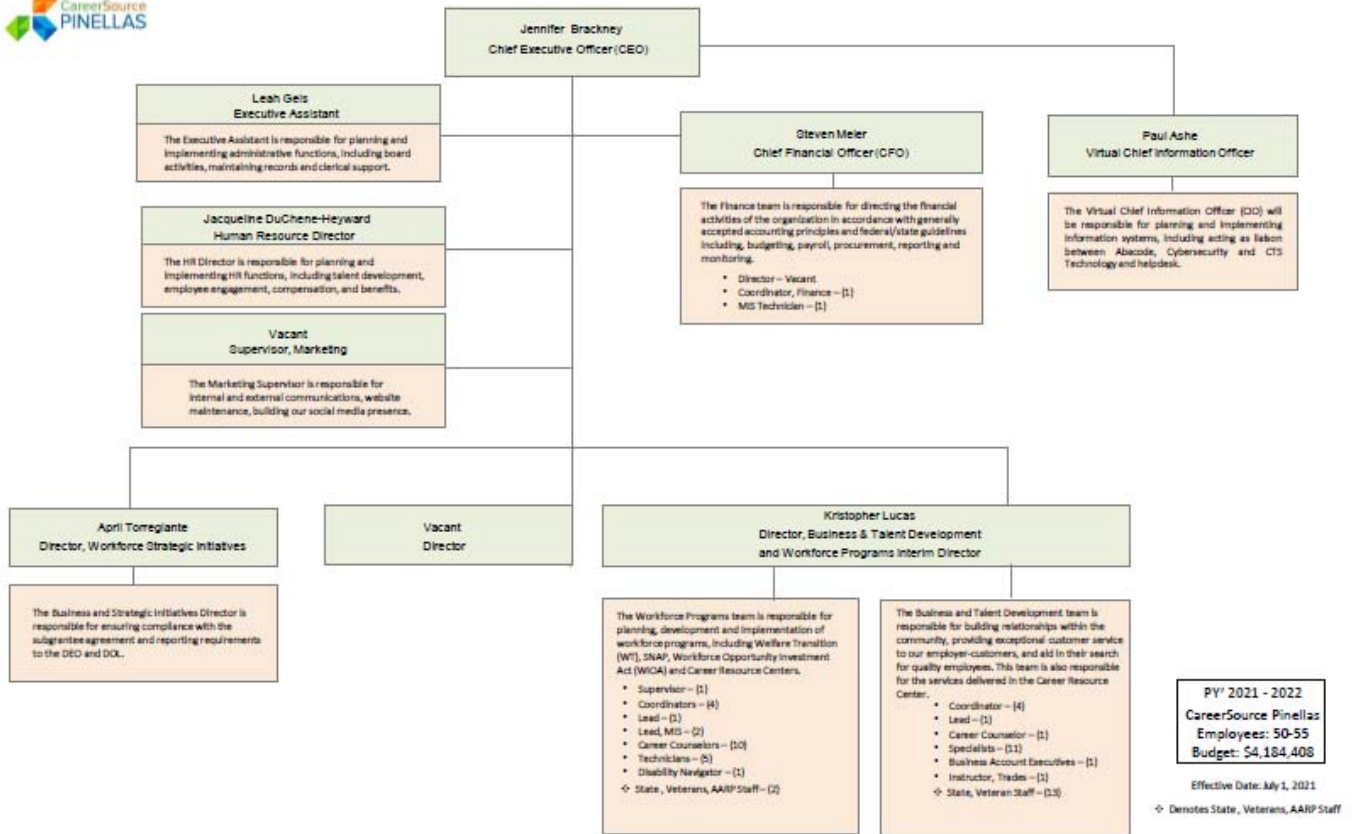 CareerSource
PINELLAS
Jennifer Brackney
Chief Executive Officer (CEO)
Leah Geis
Executive Assistant
The Executive Assistant is responsible for planning and
implementing administrative functions, including board
activities, maintaining records and clerical support.
Steven Meier
Chief Financial Officer (CFO)
The Finance team is responsible for directing the financial
activities of the organization in accordance with generally
accepted accounting principles and federal/state guidelines
including, budgeting, payroll, procurement, reporting and
monitoring.
• Director – Vacant
• Coordinator, Finance – (1)
• MIS Technician – (1)
Paul Ashe
Virtual Chief Information Officer
The Virtual Chief Information Officer (CIO) will
be responsible for planning and implementing
information systems, including acting as liaison
between Abacode, Cybersecurity and CTS
Technology and helpdesk.
Jacqueline DuChene-Heyward
Human Resource Director
The HR Director is responsible for planning and
implementing HR functions, including talent development,
employee engagement, compensation, and benefits.
Vacant
Supervisor, Marketing
The Marketing Supervisor is responsible for
internal and external communications, website
maintenance, building our social media presence.
April Torregiante
Director, Workforce Strategic Initiatives
The Business and Strategic Initiatives Director is
responsible for ensuring compliance with the
subgrantee agreement and reporting requirements
to the DEO and DOL.
Vacant
Director
Kristopher Lucas
Director, Business & Talent Development
and Workforce Programs Interim Director
The Workforce Programs team is responsible for
planning, development and implementation of
workforce programs, including Welfare Transition
(WT), SNAP, Workforce Opportunity Investment
Act (WIOA) and Career Resource Centers.
• Supervisor – (1)
• Coordinators – (4)
• Lead – (1)
• Lead, MIS – (2)
• Career Counselors – (10)
• Technicians – (5)
• Disability Navigator – (1)
❖ State , Veterans, AARP Staff – (2)
The Business and Talent Development team is
responsible for building relationships within the
community, providing exceptional customer service
to our employer-customers, and aid in their search
for quality employees. This team is also responsible
for the services delivered in the Career Resource
Center.
• Coordinator – (4)
• Lead – (1)
• Career Counselor – (1)
• Specialists – (11)
• Business Account Executives – (1)
• Instructor, Trades – (1)
❖ State, Veteran Staff – (13)
PY' 2021 - 2022
CareerSource Pinellas
Employees: 50-55
Budget: $4,184,408
Effective Date: July 1, 2021
❖ Denotes State , Veterans, AARP Staff